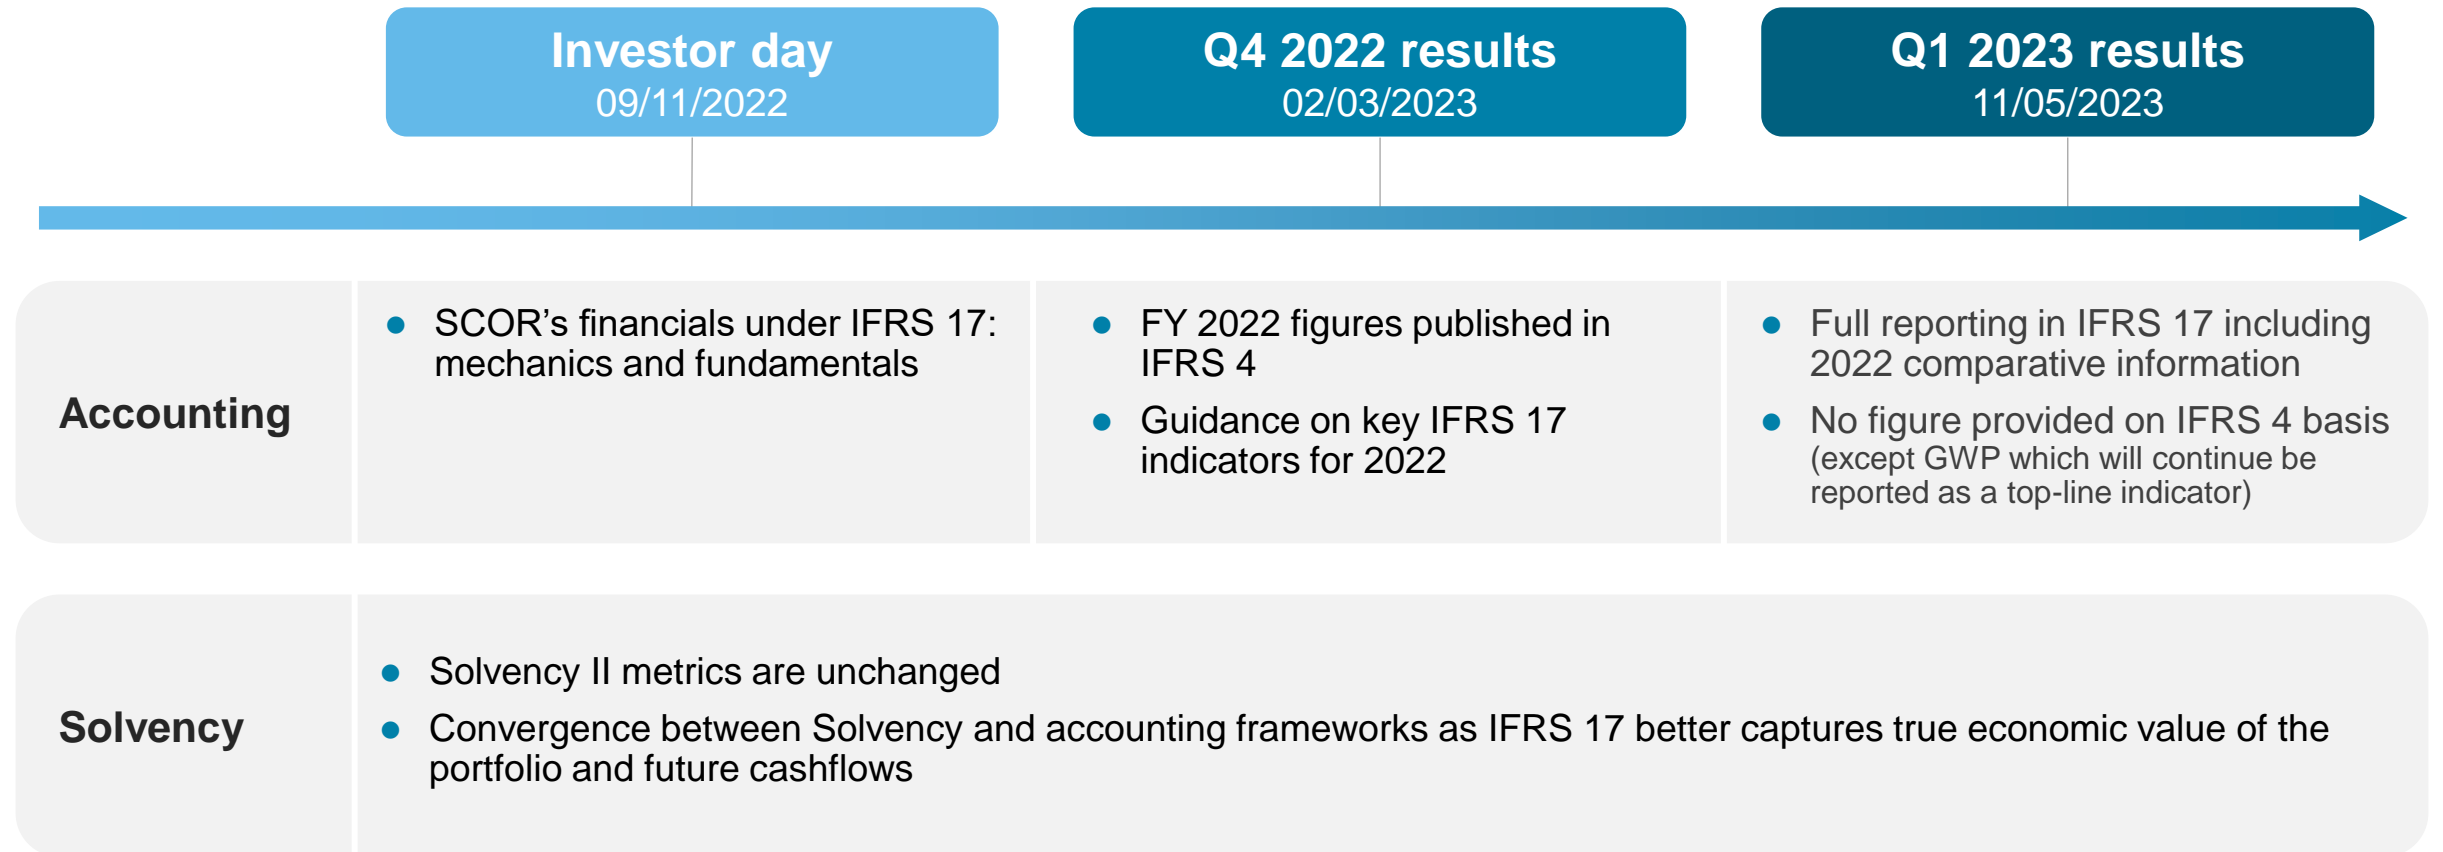 Investor day
09/11/2022
Q4 2022 results
02/03/2023
Q1 2023 results
11/05/2023
Accounting
● SCOR’s financials under IFRS 17:
mechanics and fundamentals
● FY 2022 figures published in
IFRS 4
● Guidance on key IFRS 17
indicators for 2022
● Full reporting in IFRS 17 including
2022 comparative information
● No figure provided on IFRS 4 basis
(except GWP which will continue be
reported as a top-line indicator)
Solvency
● Solvency II metrics are unchanged
● Convergence between Solvency and accounting frameworks as IFRS 17 better captures true economic value of the
portfolio and future cashflows